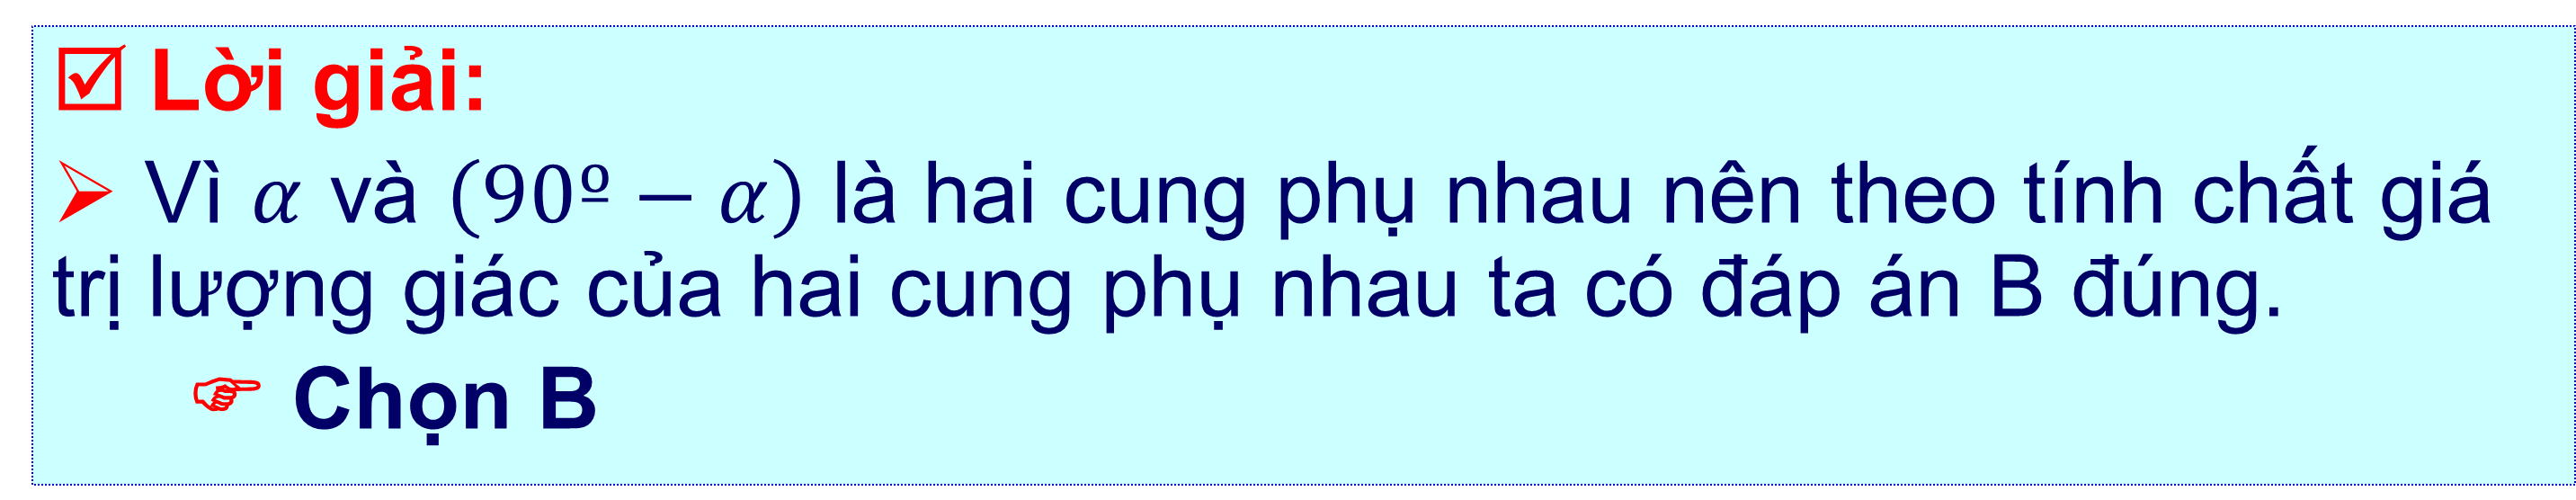 ☑ Lời giải:
➢ Vì 𝛼 và (90º − 𝛼) là hai cung phụ nhau nên theo tính chất giá
trị lượng giác của hai cung phụ nhau ta có đáp án B đúng.
☞ Chọn B